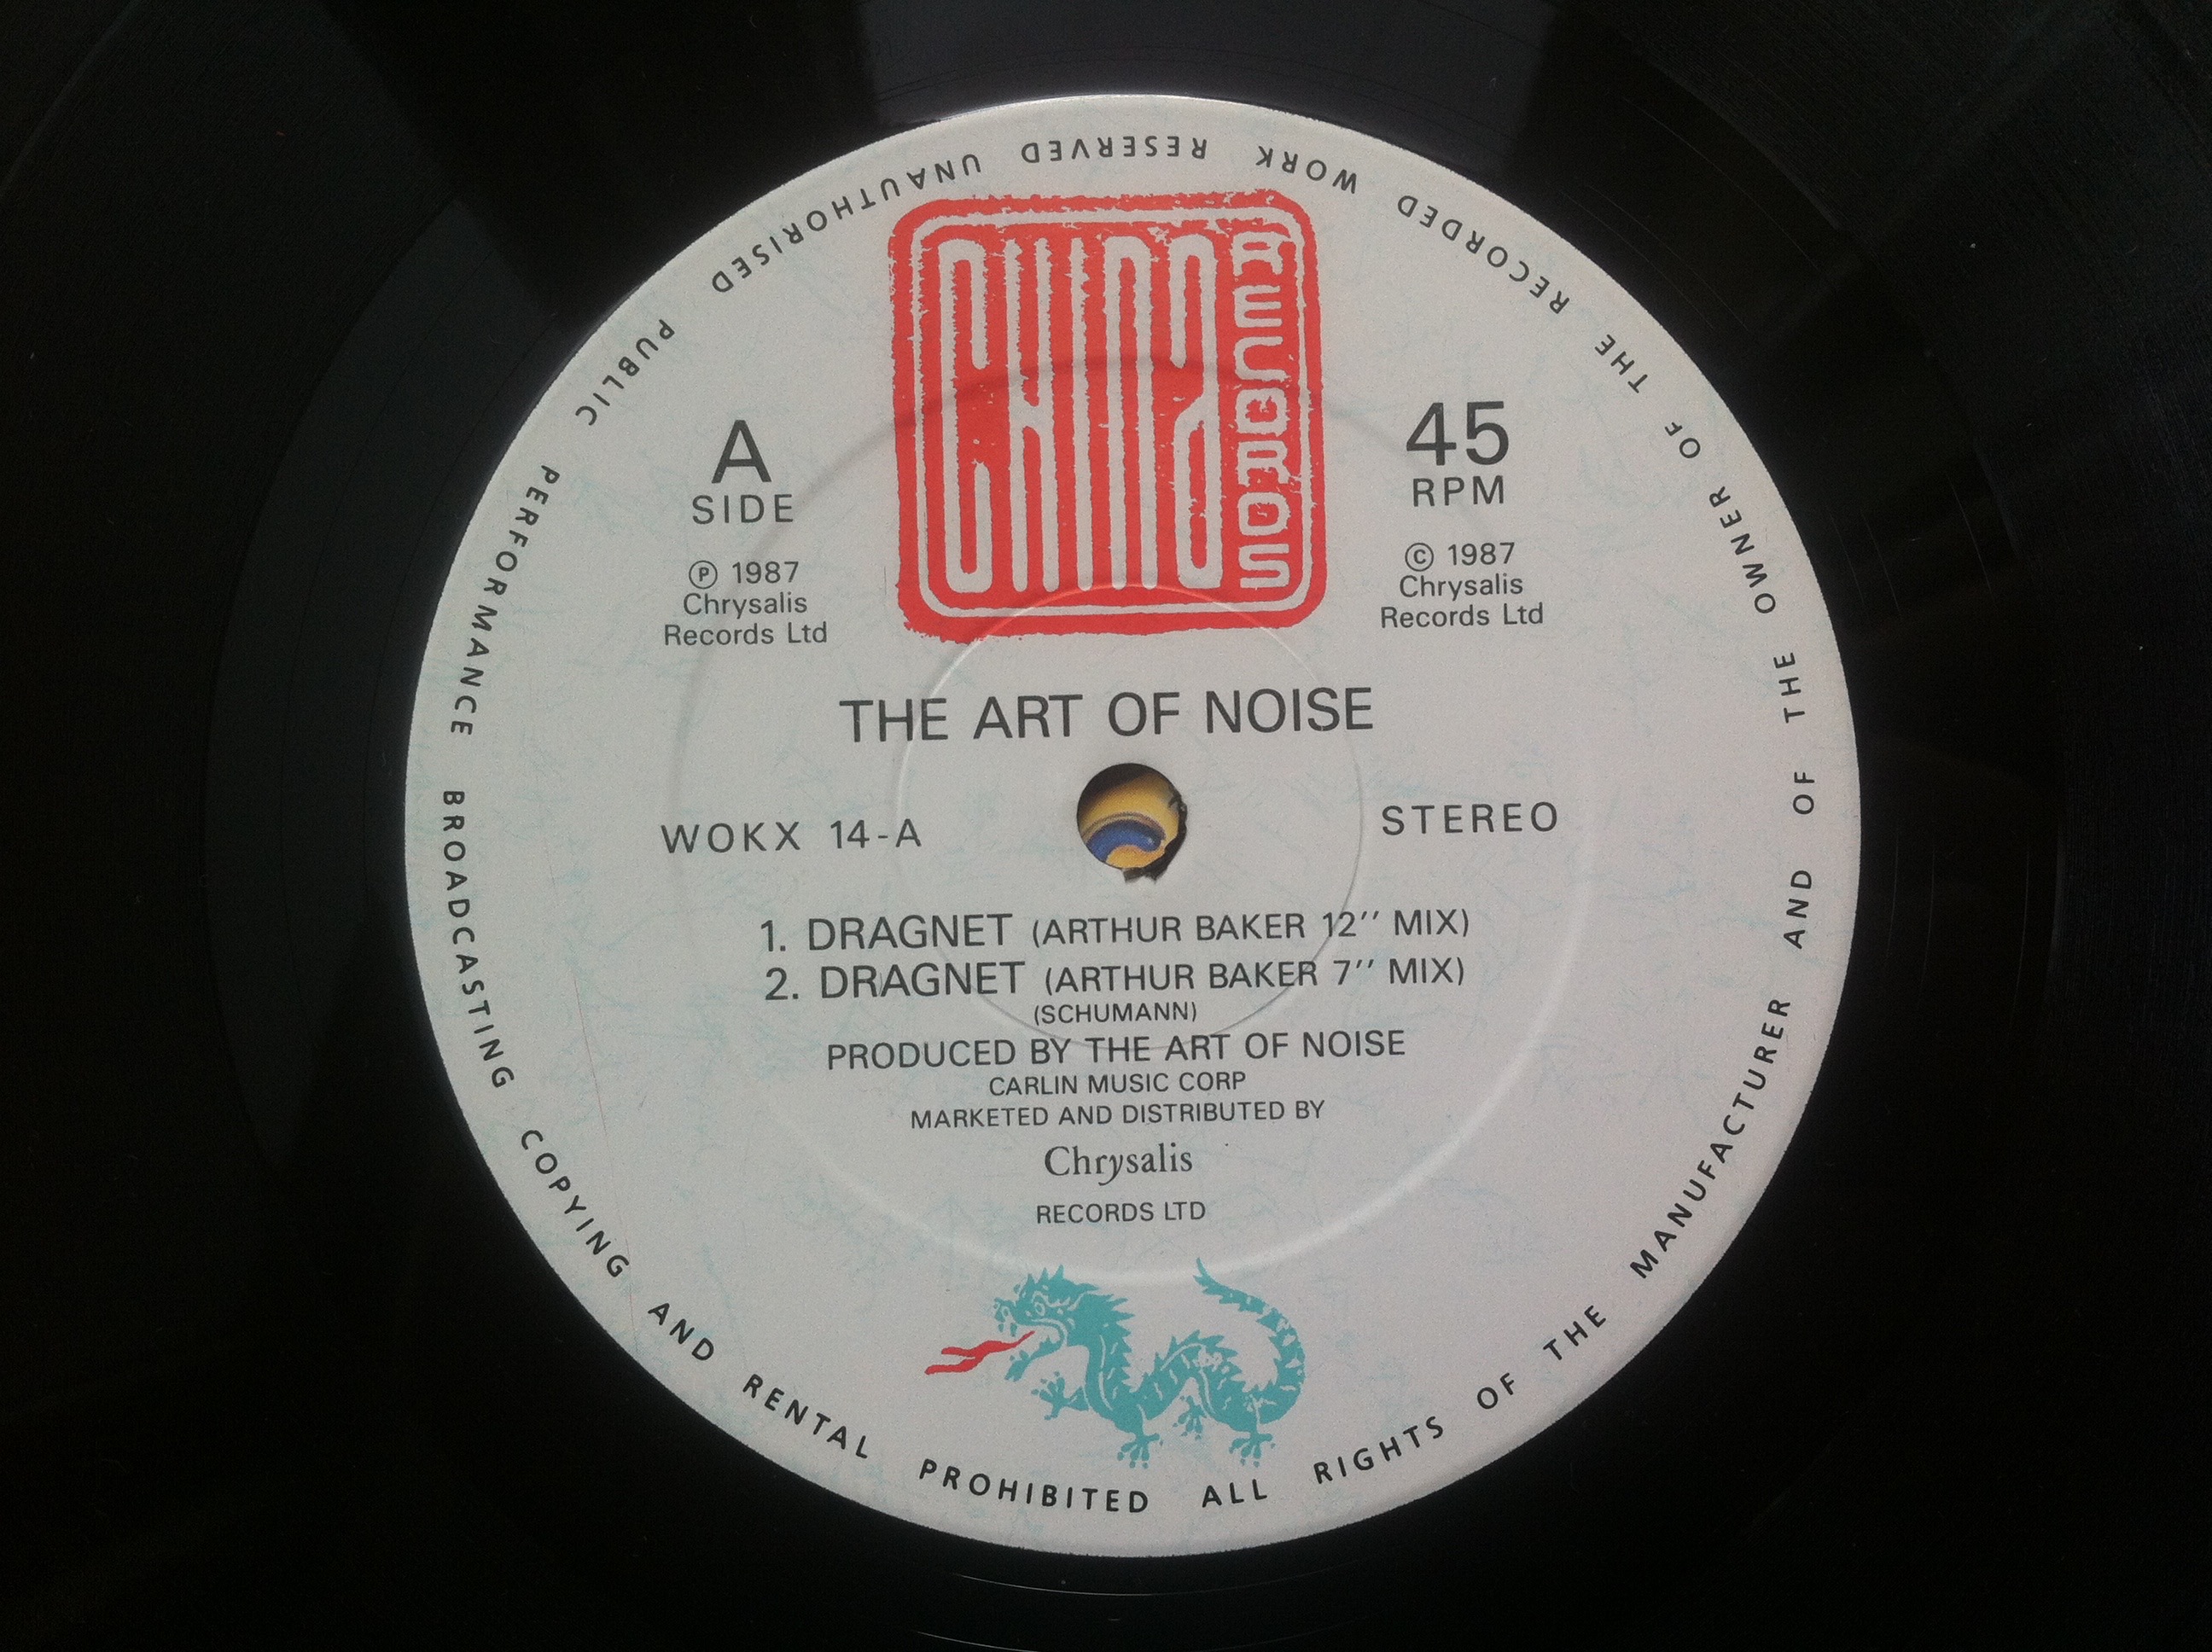 CHINA
RECORDS
A
SIDE
℗ 1987
Chrysalis
Records Ltd
45
RPM
© 1987
Chrysalis
Records Ltd
THE ART OF NOISE
WOKX 14-A
STEREO
1. DRAGNET (ARTHUR BAKER 12'' MIX)
2. DRAGNET (ARTHUR BAKER 7'' MIX)
(SCHUMANN)
PRODUCED BY THE ART OF NOISE
CARLIN MUSIC CORP
MARKETED AND DISTRIBUTED BY
Chrysalis
RECORDS LTD
ALL RIGHTS OF THE MANUFACTURER AND OF THE OWNER OF THE RECORDED WORK RESERVED UNAUTHORISED PUBLIC PERFORMANCE BROADCASTING COPYING AND RENTAL PROHIBITED